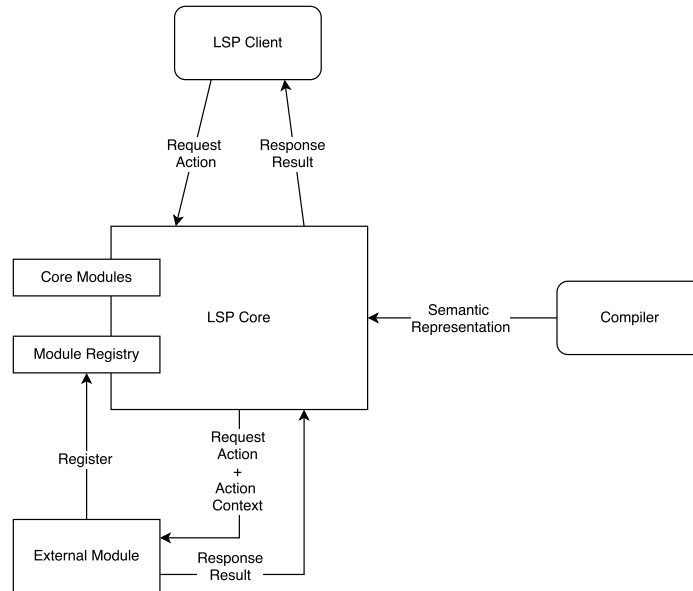 LSP Client
Request
Action
Response
Result
Core Modules
LSP Core
Semantic
Representation
Compiler
Module Registry
Request
Action
+
Action
Context
Register
External Module
Response
Result